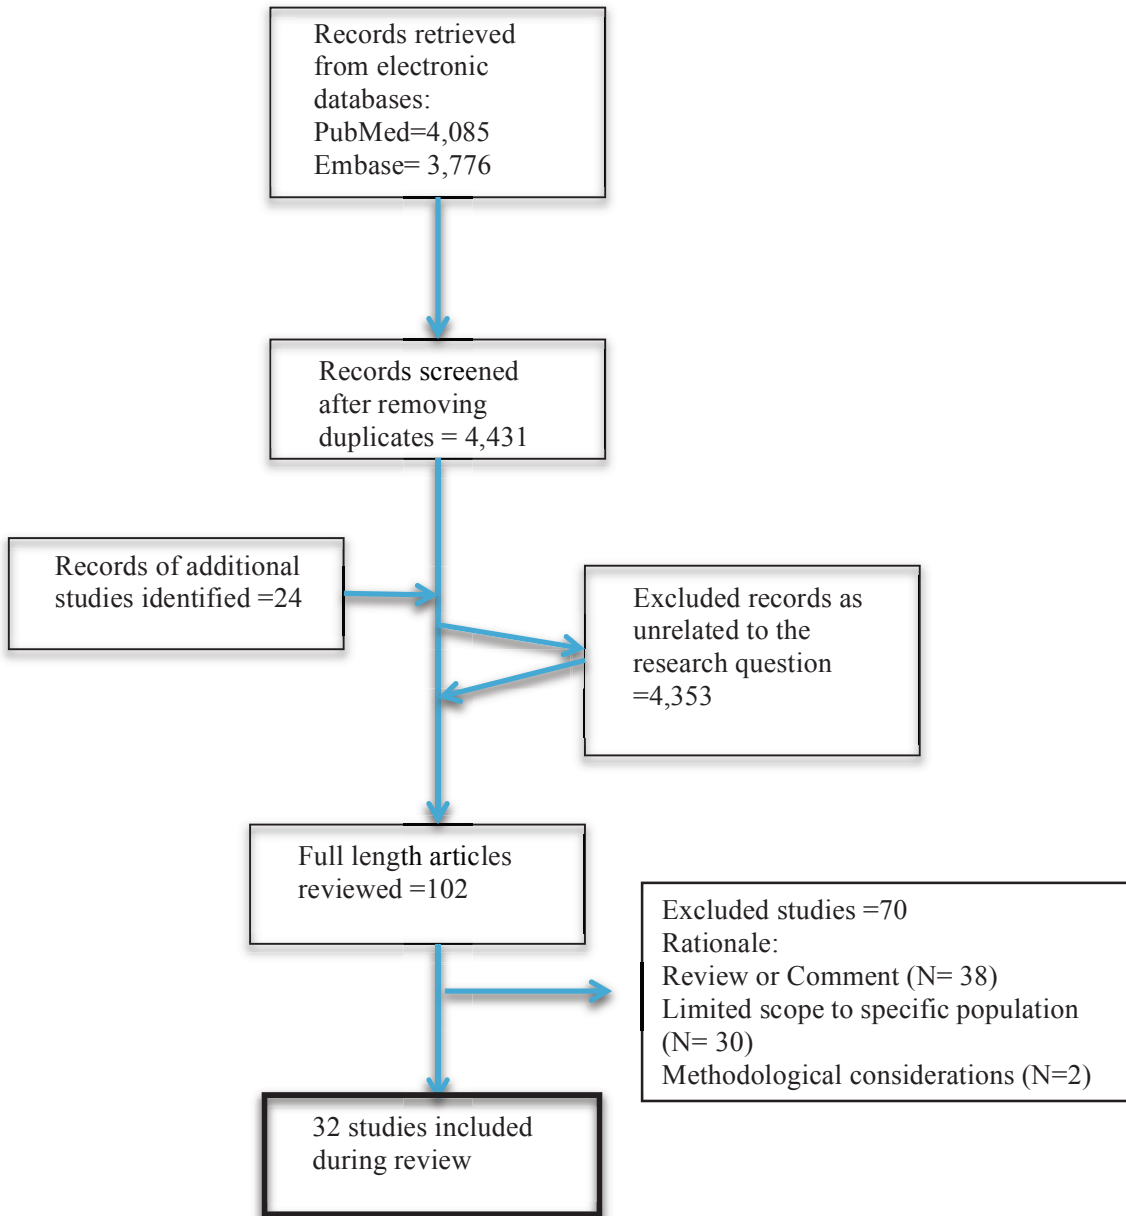 Records retrieved
from electronic
databases:
PubMed=4,085
Embase= 3,776
Records screened
after removing
duplicates = 4,431
Records of additional
studies identified =24
Excluded records as
unrelated to the
research question
=4,353
Full length articles
reviewed =102
Excluded studies =70
Rationale:
Review or Comment (N= 38)
Limited scope to specific population
(N= 30)
Methodological considerations (N=2)
32 studies included
during review